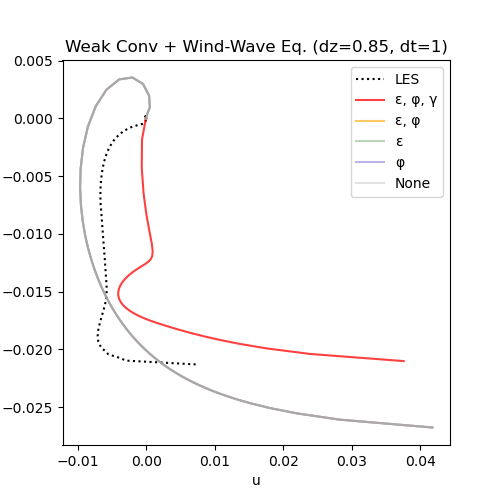 Weak Conv + Wind-Wave Eq. (dz=0.85, dt=1)
0.005
0.000
−0.005
−0.010
−0.015
−0.020
−0.025
LES
ε, φ, γ
ε, φ
ε
φ
None
−0.01
0.00
0.01
0.02
0.03
0.04
u